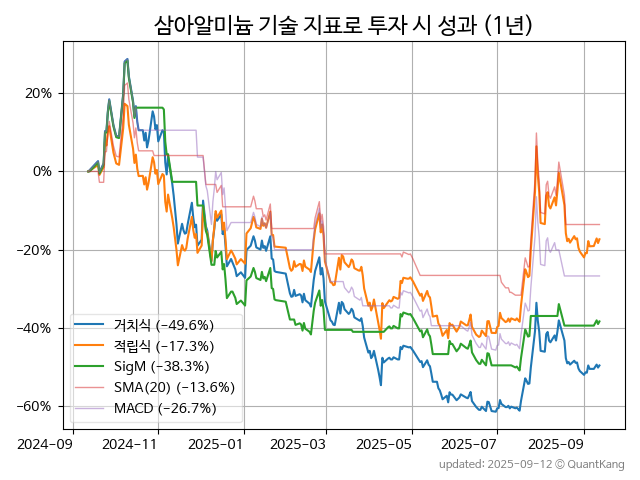 삼아알미늄 기술 지표로 투자 시 성과 (1년)
20%
0%
−20%
−40%
−60%
거치식 (−49.6%)
적립식 (−17.3%)
SigM (−38.3%)
SMA(20) (−13.6%)
MACD (−26.7%)
2024-09 2024-11 2025-01 2025-03 2025-05 2025-07 2025-09
updated: 2025-09-12 © QuantKang